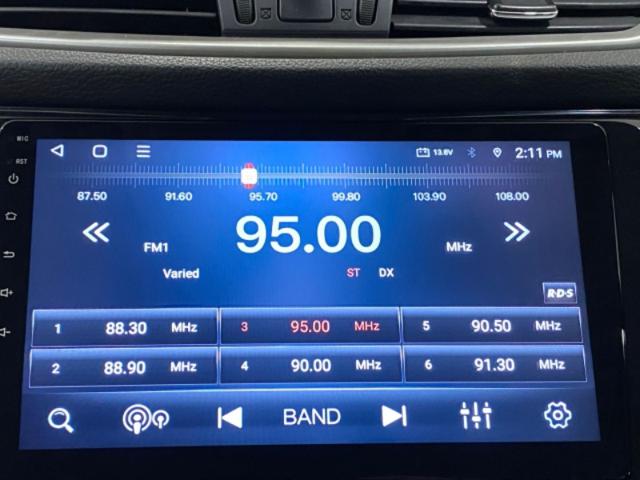 MIC
RST
13.8V 2:11 PM
87.50 91.60 95.70 99.80 103.90 108.00
FM1 95.00 MHz
Varied ST DX
R·D·S
1 88.30 MHz 3 95.00 MHz 5 90.50 MHz
2 88.90 MHz 4 90.00 MHz 6 91.30 MHz
BAND